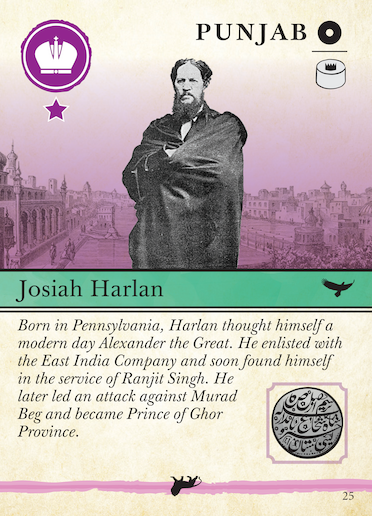 PUNJAB
Josiah Harlan
Born in Pennsylvania, Harlan thought himself a
modern day Alexander the Great. He enlisted with
the East India Company and soon found himself
in the service of Ranjit Singh. He
later led an attack against Murad
Beg and became Prince of Ghor
Province.
25